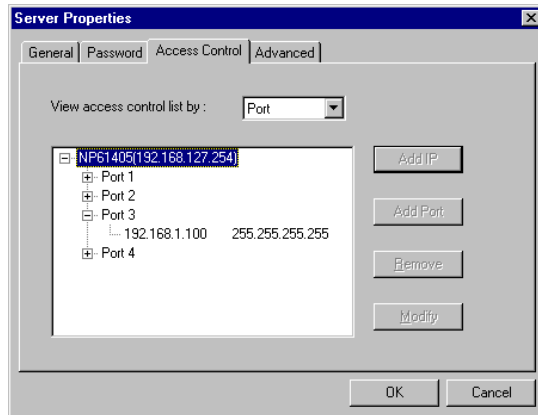 Server Properties
General Password Access Control Advanced
View access control list by : Port
NP61405(192.168.127.254)
Port 1
Port 2
Port 3
192.168.1.100 255.255.255.255
Port 4
Add IP
Add Port
Remove
Modify
OK Cancel